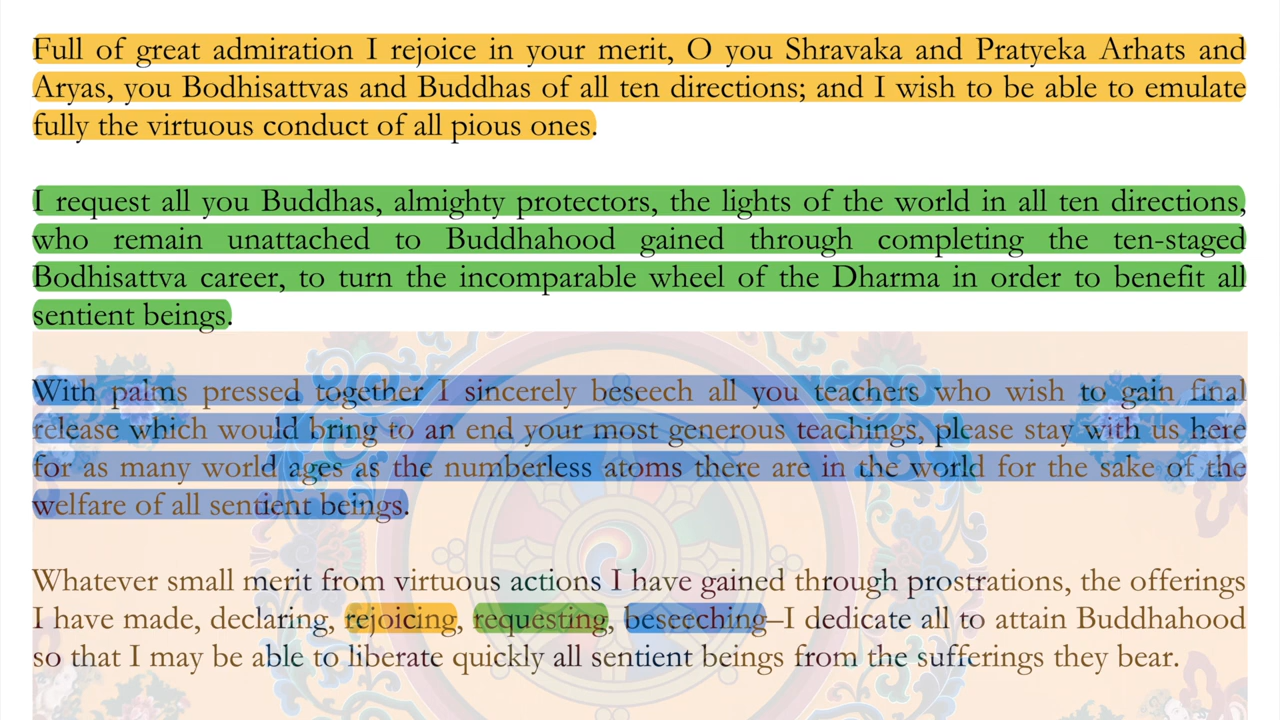 Full of great admiration I rejoice in your merit, O you Shravaka and Pratyeka Arhats and
Aryas, you Bodhisattvas and Buddhas of all ten directions; and I wish to be able to emulate
fully the virtuous conduct of all pious ones.
I request all you Buddhas, almighty protectors, the lights of the world in all ten directions,
who remain unattached to Buddhahood gained through completing the ten-staged
Bodhisattva career, to turn the incomparable wheel of the Dharma in order to benefit all
sentient beings.
With palms pressed together I sincerely beseech all you teachers who wish to gain final
release which would bring to an end your most generous teachings, please stay with us here
for as many world ages as the numberless atoms there are in the world for the sake of the
welfare of all sentient beings.
Whatever small merit from virtuous actions I have gained through prostrations, the offerings
I have made, declaring, rejoicing, requesting, beseeching–I dedicate all to attain Buddhahood
so that I may be able to liberate quickly all sentient beings from the sufferings they bear.